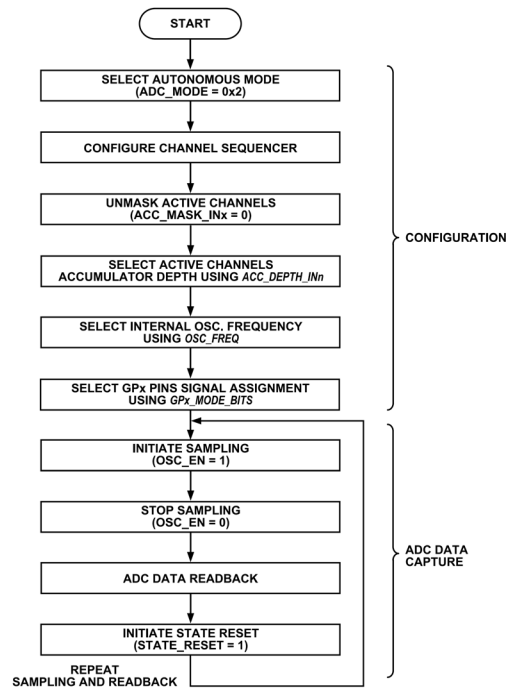 START
SELECT AUTONOMOUS MODE
(ADC_MODE = 0x2)
CONFIGURE CHANNEL SEQUENCER
UNMASK ACTIVE CHANNELS
(ACC_MASK_INx = 0)
SELECT ACTIVE CHANNELS
ACCUMULATOR DEPTH USING ACC_DEPTH_INn
SELECT INTERNAL OSC. FREQUENCY
USING OSC_FREQ
SELECT GPx PINS SIGNAL ASSIGNMENT
USING GPx_MODE_BITS
CONFIGURATION
INITIATE SAMPLING
(OSC_EN = 1)
STOP SAMPLING
(OSC_EN = 0)
ADC DATA READBACK
INITIATE STATE RESET
(STATE_RESET = 1)
REPEAT
SAMPLING AND READBACK
ADC DATA
CAPTURE